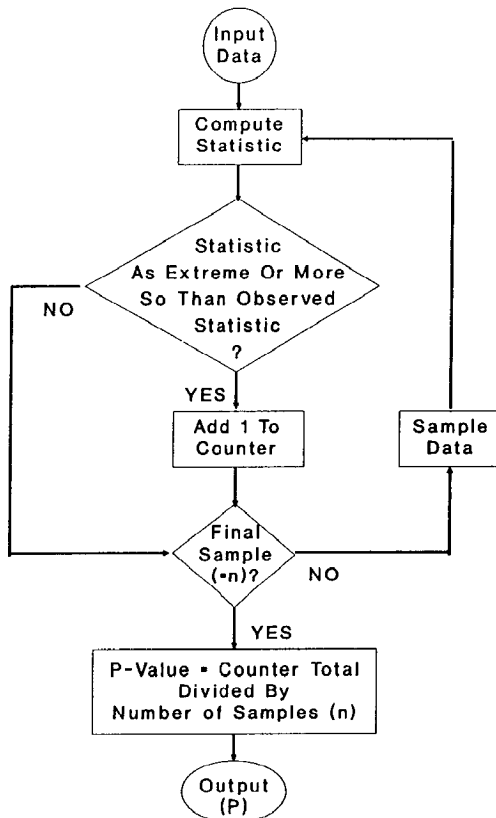 Input
Data
Compute
Statistic
Statistic
As Extreme Or More
So Than Observed
Statistic
?
NO
YES
Add 1 To
Counter
Sample
Data
Final
Sample
(=n)?
NO
YES
P-Value = Counter Total
Divided By
Number of Samples (n)
Output
(P)